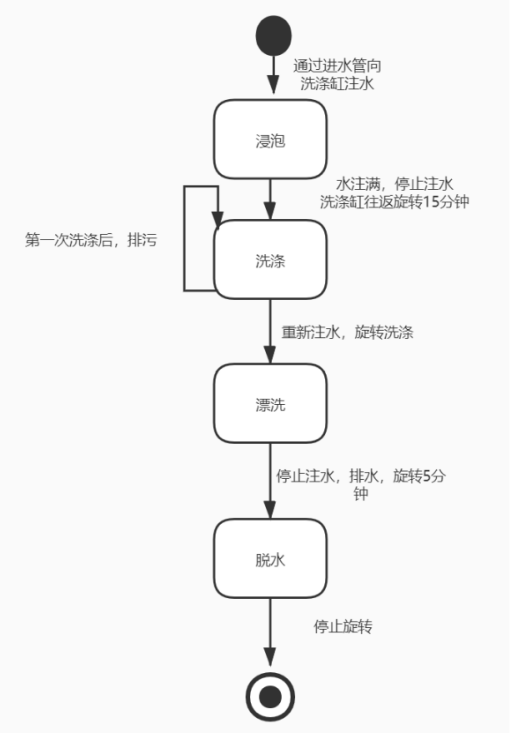 通过进水管向
洗涤缸注水
浸泡
水注满，停止注水
洗涤缸往返旋转15分钟
第一次洗涤后，排污
洗涤
重新注水，旋转洗涤
漂洗
停止注水，排水，旋转5分
钟
脱水
停止旋转